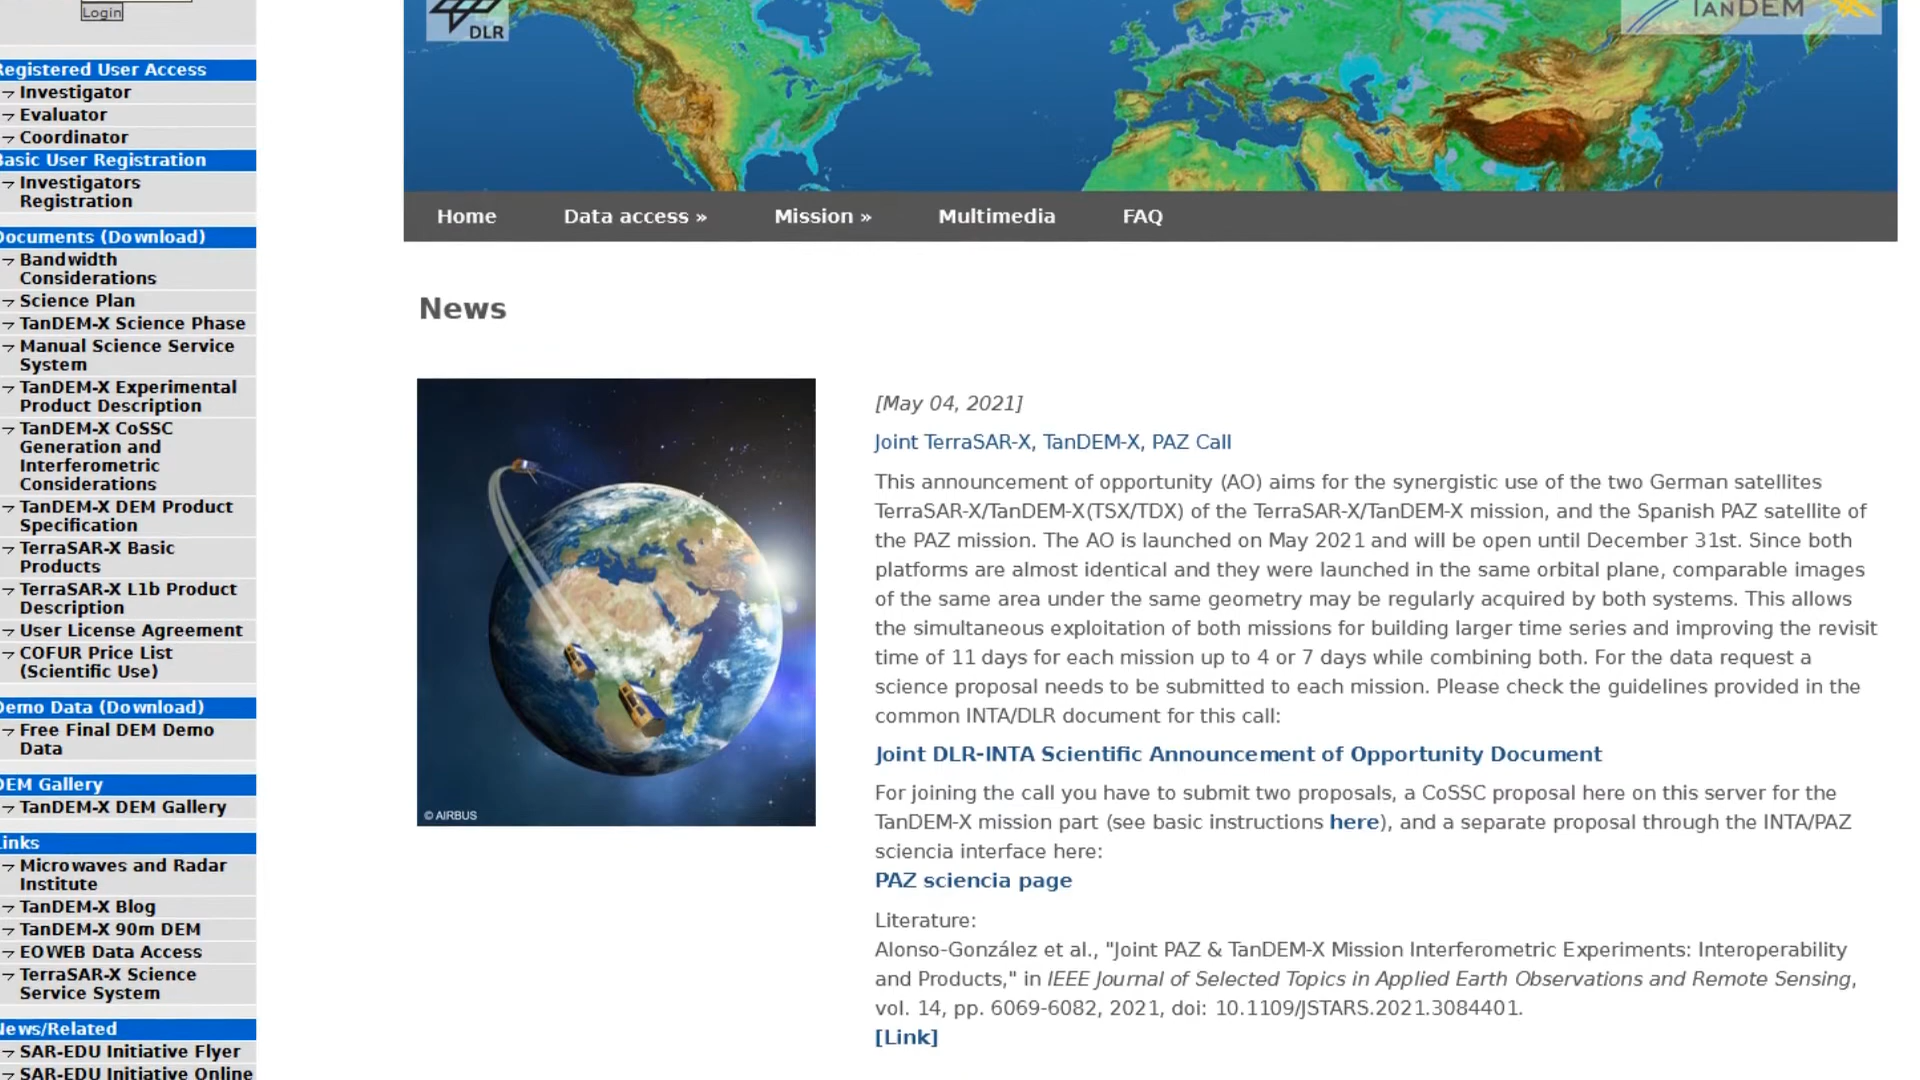 Login
Registered User Access
Investigator
Evaluator
Coordinator
Basic User Registration
Investigators
Registration
Documents (Download)
Bandwidth
Considerations
Science Plan
TanDEM-X Science Phase
Manual Science Service
System
TanDEM-X Experimental
Product Description
TanDEM-X CoSSC
Generation and
Interferometric
Considerations
TanDEM-X DEM Product
Specification
TerraSAR-X Basic
Products
TerraSAR-X L1b Product
Description
User License Agreement
COFUR Price List
(Scientific Use)
Demo Data (Download)
Free Final DEM Demo
Data
DEM Gallery
TanDEM-X DEM Gallery
Links
Microwaves and Radar
Institute
TanDEM-X Blog
TanDEM-X 90m DEM
EOWEB Data Access
TerraSAR-X Science
Service System
News/Related
SAR-EDU Initiative Flyer
SAR-EDU Initiative Online
DLR
TANDEM
Home Data access » Mission » Multimedia FAQ
News
© AIRBUS
[May 04, 2021]
Joint TerraSAR-X, TanDEM-X, PAZ Call
This announcement of opportunity (AO) aims for the synergistic use of the two German satellites
TerraSAR-X/TanDEM-X(TSX/TDX) of the TerraSAR-X/TanDEM-X mission, and the Spanish PAZ satellite of
the PAZ mission. The AO is launched on May 2021 and will be open until December 31st. Since both
platforms are almost identical and they were launched in the same orbital plane, comparable images
of the same area under the same geometry may be regularly acquired by both systems. This allows
the simultaneous exploitation of both missions for building larger time series and improving the revisit
time of 11 days for each mission up to 4 or 7 days while combining both. For the data request a
science proposal needs to be submitted to each mission. Please check the guidelines provided in the
common INTA/DLR document for this call:
Joint DLR-INTA Scientific Announcement of Opportunity Document
For joining the call you have to submit two proposals, a CoSSC proposal here on this server for the
TanDEM-X mission part (see basic instructions here), and a separate proposal through the INTA/PAZ
sciencia interface here:
PAZ sciencia page
Literature:
Alonso-González et al., "Joint PAZ & TanDEM-X Mission Interferometric Experiments: Interoperability
and Products," in IEEE Journal of Selected Topics in Applied Earth Observations and Remote Sensing,
vol. 14, pp. 6069-6082, 2021, doi: 10.1109/JSTARS.2021.3084401.
[Link]